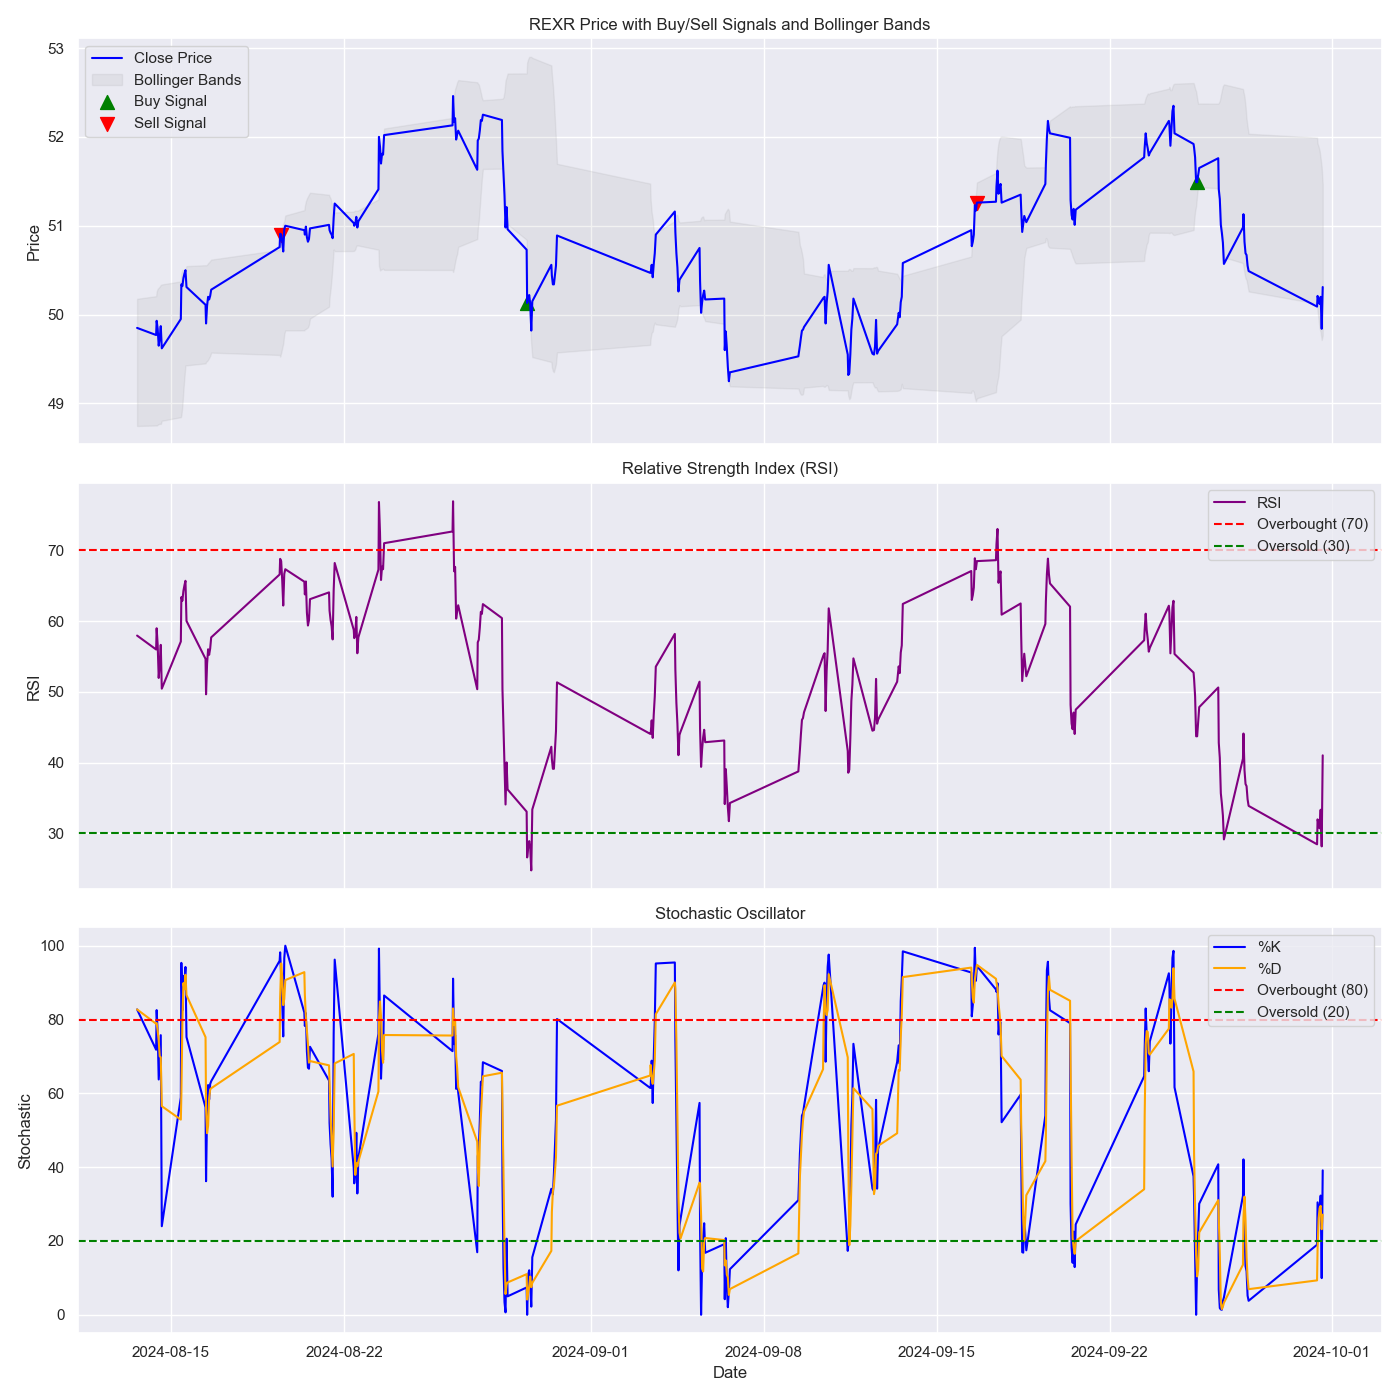 REXR Price with Buy/Sell Signals and Bollinger Bands
Close Price
Bollinger Bands
Buy Signal
Sell Signal
Price
53
52
51
50
49
Relative Strength Index (RSI)
RSI
Overbought (70)
Oversold (30)
RSI
70
60
50
40
30
Stochastic Oscillator
%K
%D
Overbought (80)
Oversold (20)
Stochastic
100
80
60
40
20
0
2024-08-15
2024-08-22
2024-09-01
2024-09-08
2024-09-15
2024-09-22
2024-10-01
Date